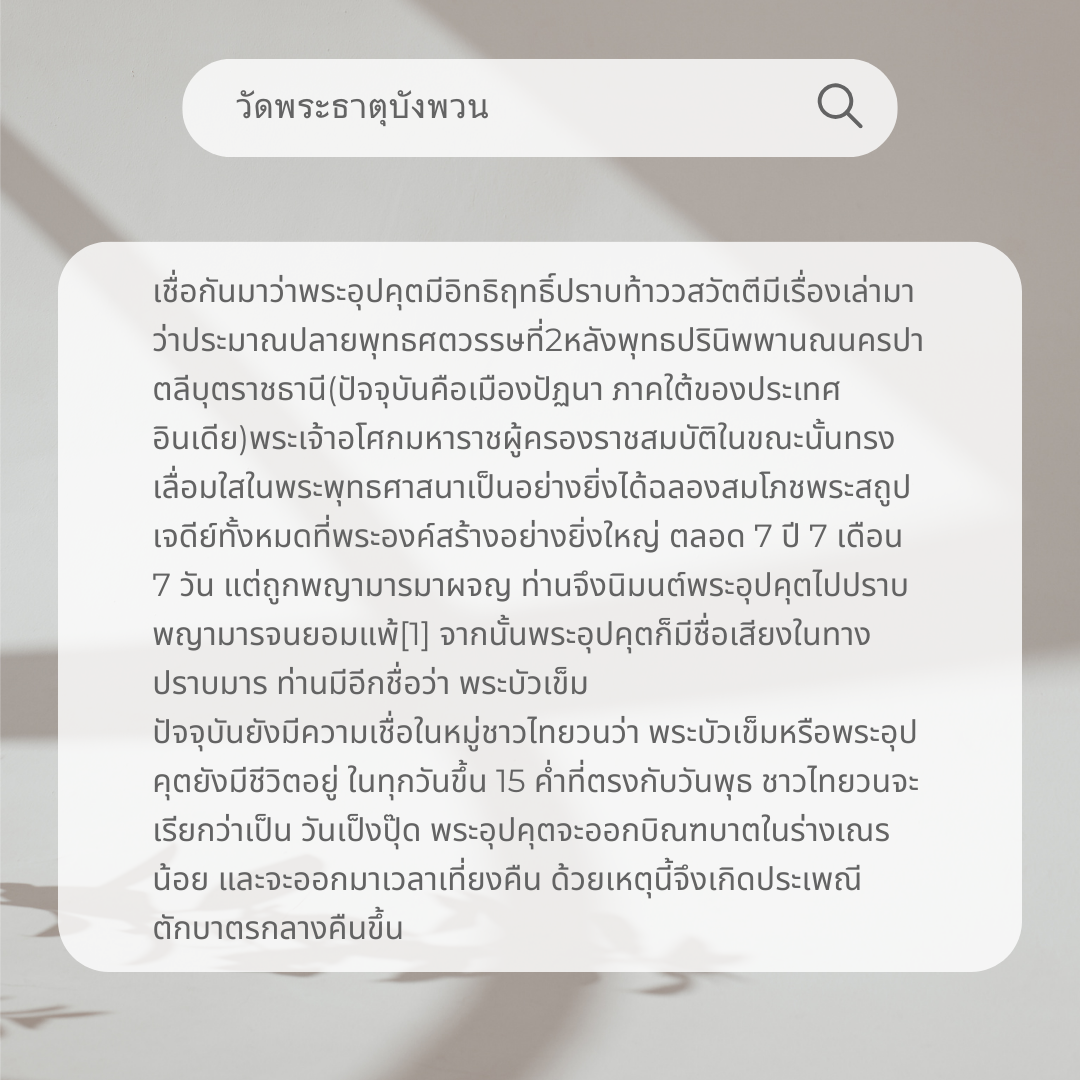 วัดพระธาตุบังพวน
เชื่อกันมาว่าพระอุปคุตมีอิทธิฤทธิ์ปราบท้าววสวัตตีมีเรื่องเล่ามา
ว่าประมาณปลายพุทธศตวรรษที่2หลังพุทธปรินิพพานณนครปา
ตลีบุตราชธานี(ปัจจุบันคือเมืองปัฏนา ภาคใต้ของประเทศ
อินเดีย)พระเจ้าอโศกมหาราชผู้ครองราชสมบัติในขณะนั้นทรง
เลื่อมใสในพระพุทธศาสนาเป็นอย่างยิ่งได้ฉลองสมโภชพระสถูป
เจดีย์ทั้งหมดที่พระองค์สร้างอย่างยิ่งใหญ่ ตลอด 7 ปี 7 เดือน
7 วัน แต่ถูกพญามารมาผจญ ท่านจึงนิมนต์พระอุปคุตไปปราบ
พญามารจนยอมแพ้[1] จากนั้นพระอุปคุตก็มีชื่อเสียงในทาง
ปราบมาร ท่านมีอีกชื่อว่า พระบัวเข็ม
ปัจจุบันยังมีความเชื่อในหมู่ชาวไทยวนว่า พระบัวเข็มหรือพระอุป
คุตยังมีชีวิตอยู่ ในทุกวันขึ้น 15 ค่ำที่ตรงกับวันพุธ ชาวไทยวนจะ
เรียกว่าเป็น วันเป็งปุ๊ด พระอุปคุตจะออกบิณฑบาตในร่างเณร
น้อย และจะออกมาเวลาเที่ยงคืน ด้วยเหตุนี้จึงเกิดประเพณี
ตักบาตรกลางคืนขึ้น